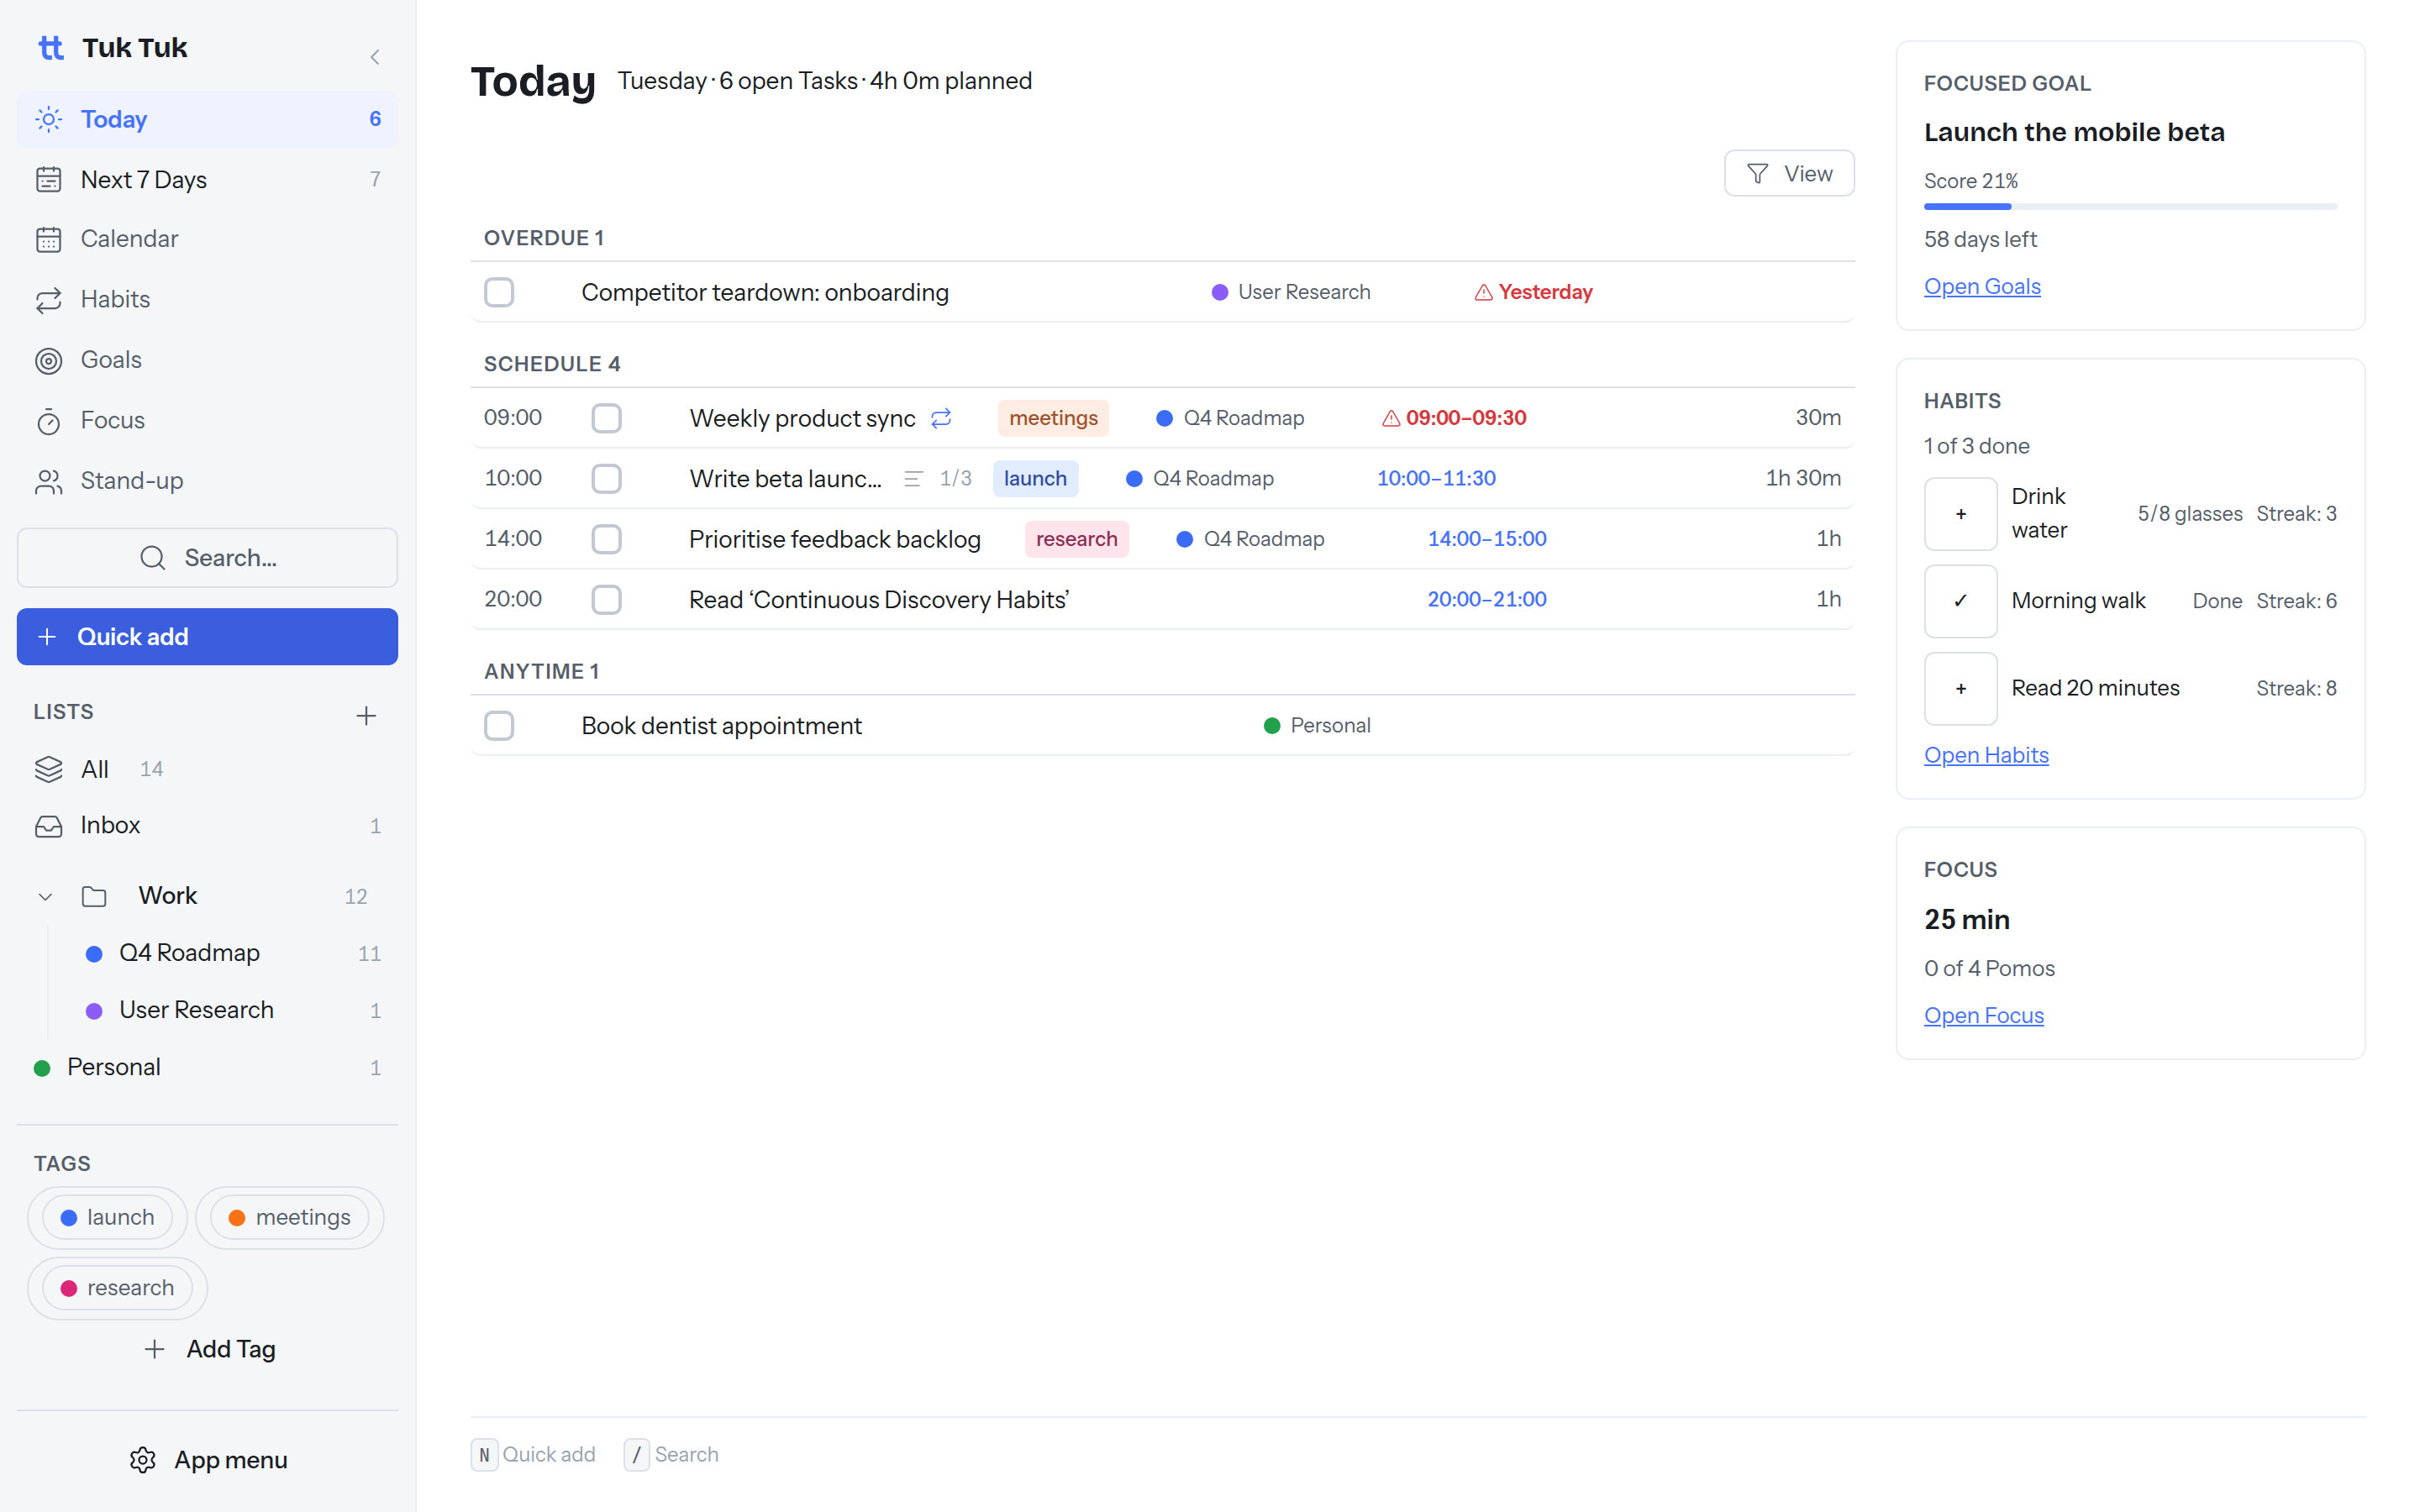 tt Tuk Tuk
Today 6
Next 7 Days 7
Calendar
Habits
Goals
Focus
Stand-up
Search...
Quick add
LISTS
All 14
Inbox 1
Work 12
Q4 Roadmap 11
User Research 1
Personal 1
TAGS
launch meetings
research
Add Tag
App menu
Today Tuesday · 6 open Tasks · 4h 0m planned
View
OVERDUE 1
Competitor teardown: onboarding User Research Yesterday
SCHEDULE 4
09:00 Weekly product sync meetings Q4 Roadmap 09:00–09:30 30m
10:00 Write beta launc... 1/3 launch Q4 Roadmap 10:00–11:30 1h 30m
14:00 Prioritise feedback backlog research Q4 Roadmap 14:00–15:00 1h
20:00 Read ‘Continuous Discovery Habits’ 20:00–21:00 1h
ANYTIME 1
Book dentist appointment Personal
N Quick add / Search
FOCUSED GOAL
Launch the mobile beta
Score 21%
58 days left
Open Goals
HABITS
1 of 3 done
+ Drink water 5/8 glasses Streak: 3
✓ Morning walk Done Streak: 6
+ Read 20 minutes Streak: 8
Open Habits
FOCUS
25 min
0 of 4 Pomos
Open Focus